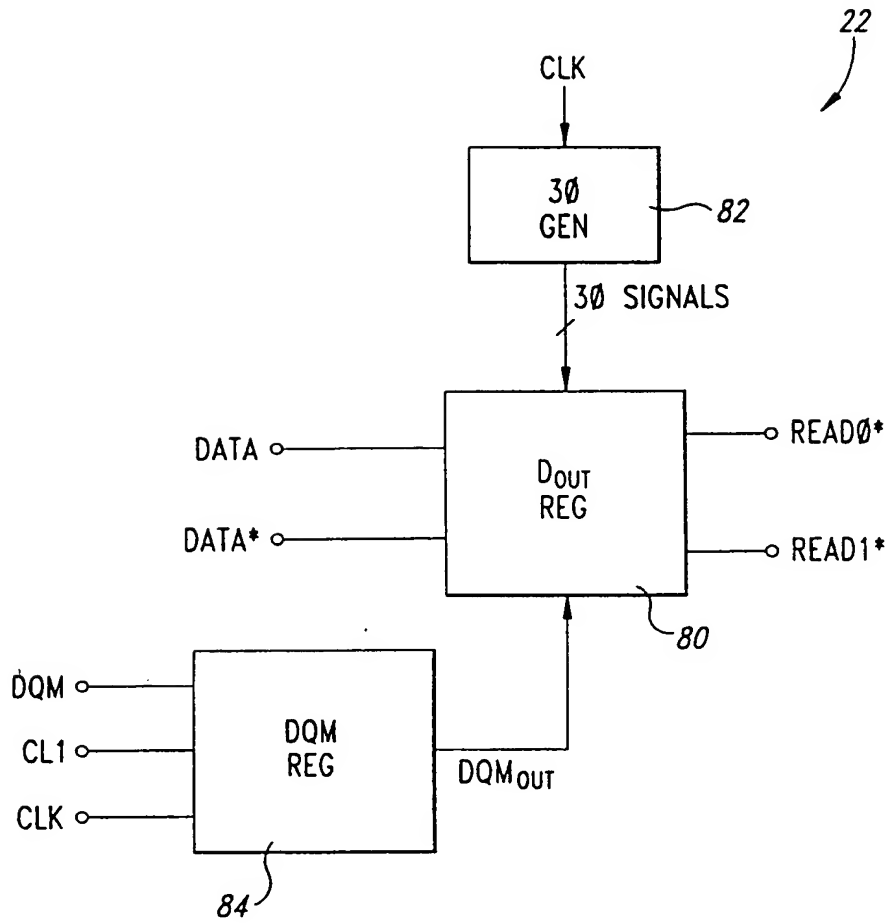 22
CLK
3Ø
GEN
82
3Ø SIGNALS
DATA
DATA*
DOUT
REG
READØ*
READ1*
80
DQM
CL1
CLK
DQM
REG
DQMOUT
84